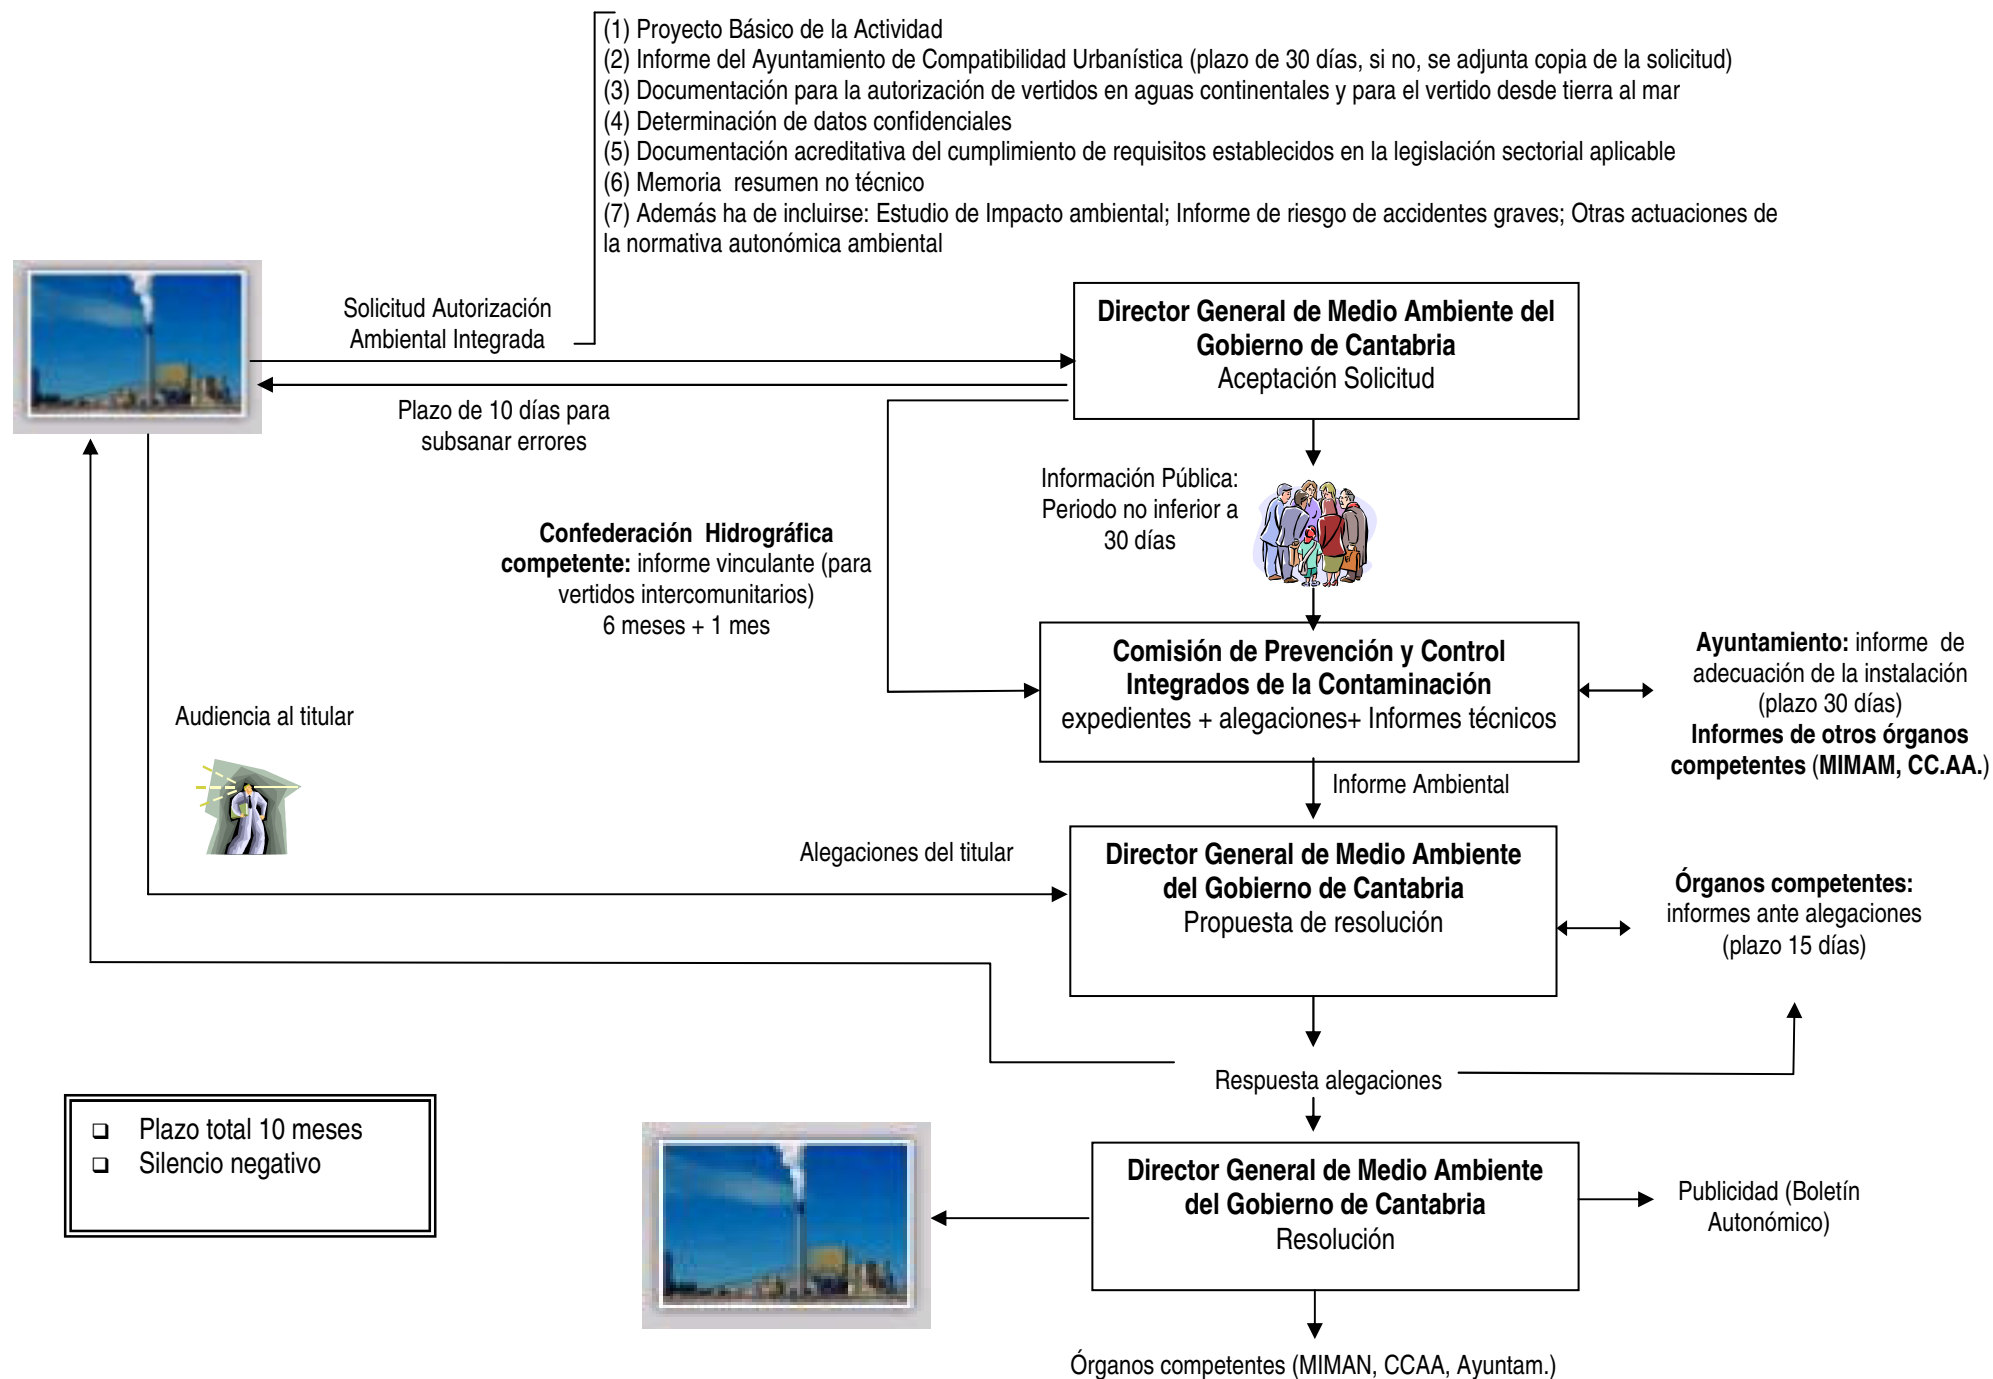 (1) Proyecto Básico de la Actividad
(2) Informe del Ayuntamiento de Compatibilidad Urbanística (plazo de 30 días, si no, se adjunta copia de la solicitud)
(3) Documentación para la autorización de vertidos en aguas continentales y para el vertido desde tierra al mar
(4) Determinación de datos confidenciales
(5) Documentación acreditativa del cumplimiento de requisitos establecidos en la legislación sectorial aplicable
(6) Memoria  resumen no técnico
(7) Además ha de incluirse: Estudio de Impacto ambiental; Informe de riesgo de accidentes graves; Otras actuaciones de
la normativa autonómica ambiental
Solicitud Autorización
Ambiental Integrada
Director General de Medio Ambiente del
Gobierno de Cantabria
Aceptación Solicitud
Plazo de 10 días para
subsanar errores
Información Pública:
Periodo no inferior a
30 días
Confederación  Hidrográfica
competente: informe vinculante (para
vertidos intercomunitarios)
6 meses + 1 mes
Comisión de Prevención y Control
Integrados de la Contaminación
expedientes + alegaciones+ Informes técnicos
Ayuntamiento: informe  de
adecuación de la instalación
(plazo 30 días)
Informes de otros órganos
competentes (MIMAM, CC.AA.)
Audiencia al titular
Informe Ambiental
Alegaciones del titular
Director General de Medio Ambiente
del Gobierno de Cantabria
Propuesta de resolución
Órganos competentes:
informes ante alegaciones
(plazo 15 días)
Respuesta alegaciones
❑ Plazo total 10 meses
❑ Silencio negativo
Director General de Medio Ambiente
del Gobierno de Cantabria
Resolución
Publicidad (Boletín
Autonómico)
Órganos competentes (MIMAN, CCAA, Ayuntam.)